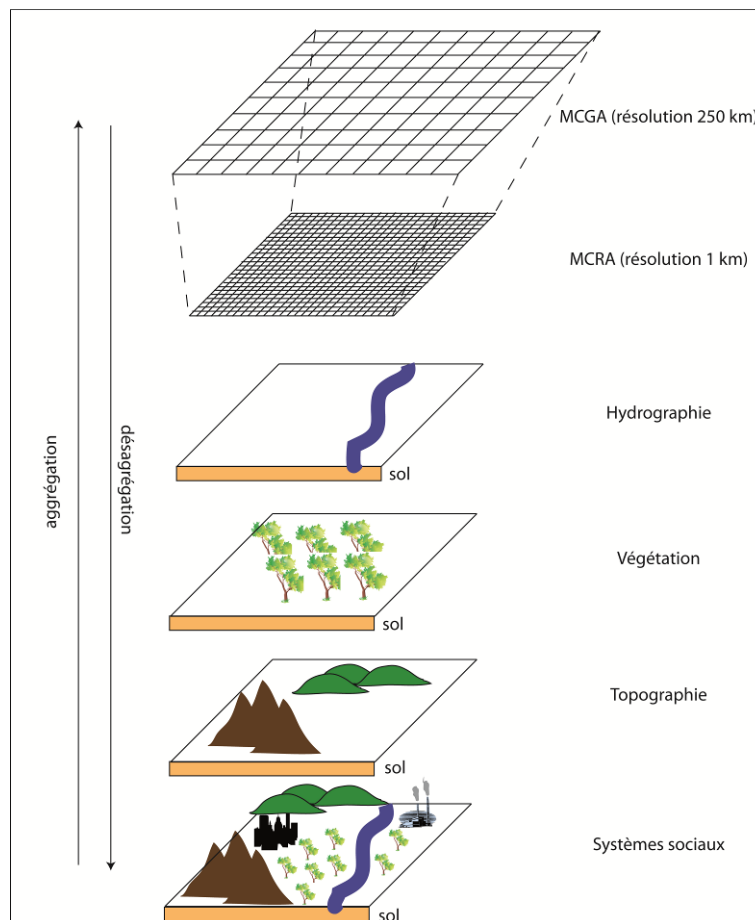 MCGA (résolution 250 km)
MCRA (résolution 1 km)
aggrégation
désagrégation
Hydrographie
sol
Végétation
sol
Topographie
sol
Systèmes sociaux
sol